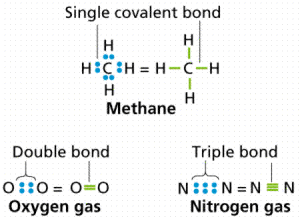 Single covalent bond
H H
H C H = H C H
H H
Methane
Double bond Triple bond
O O = O O N N = N N
Oxygen gas Nitrogen gas